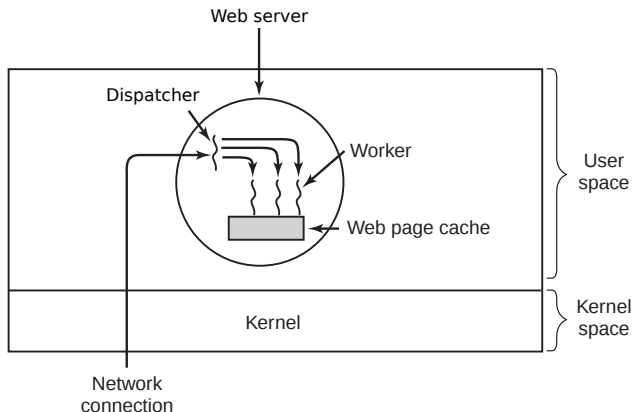 Web server
Dispatcher
Worker
User
space
Web page cache
Kernel
Kernel
space
Network
connection